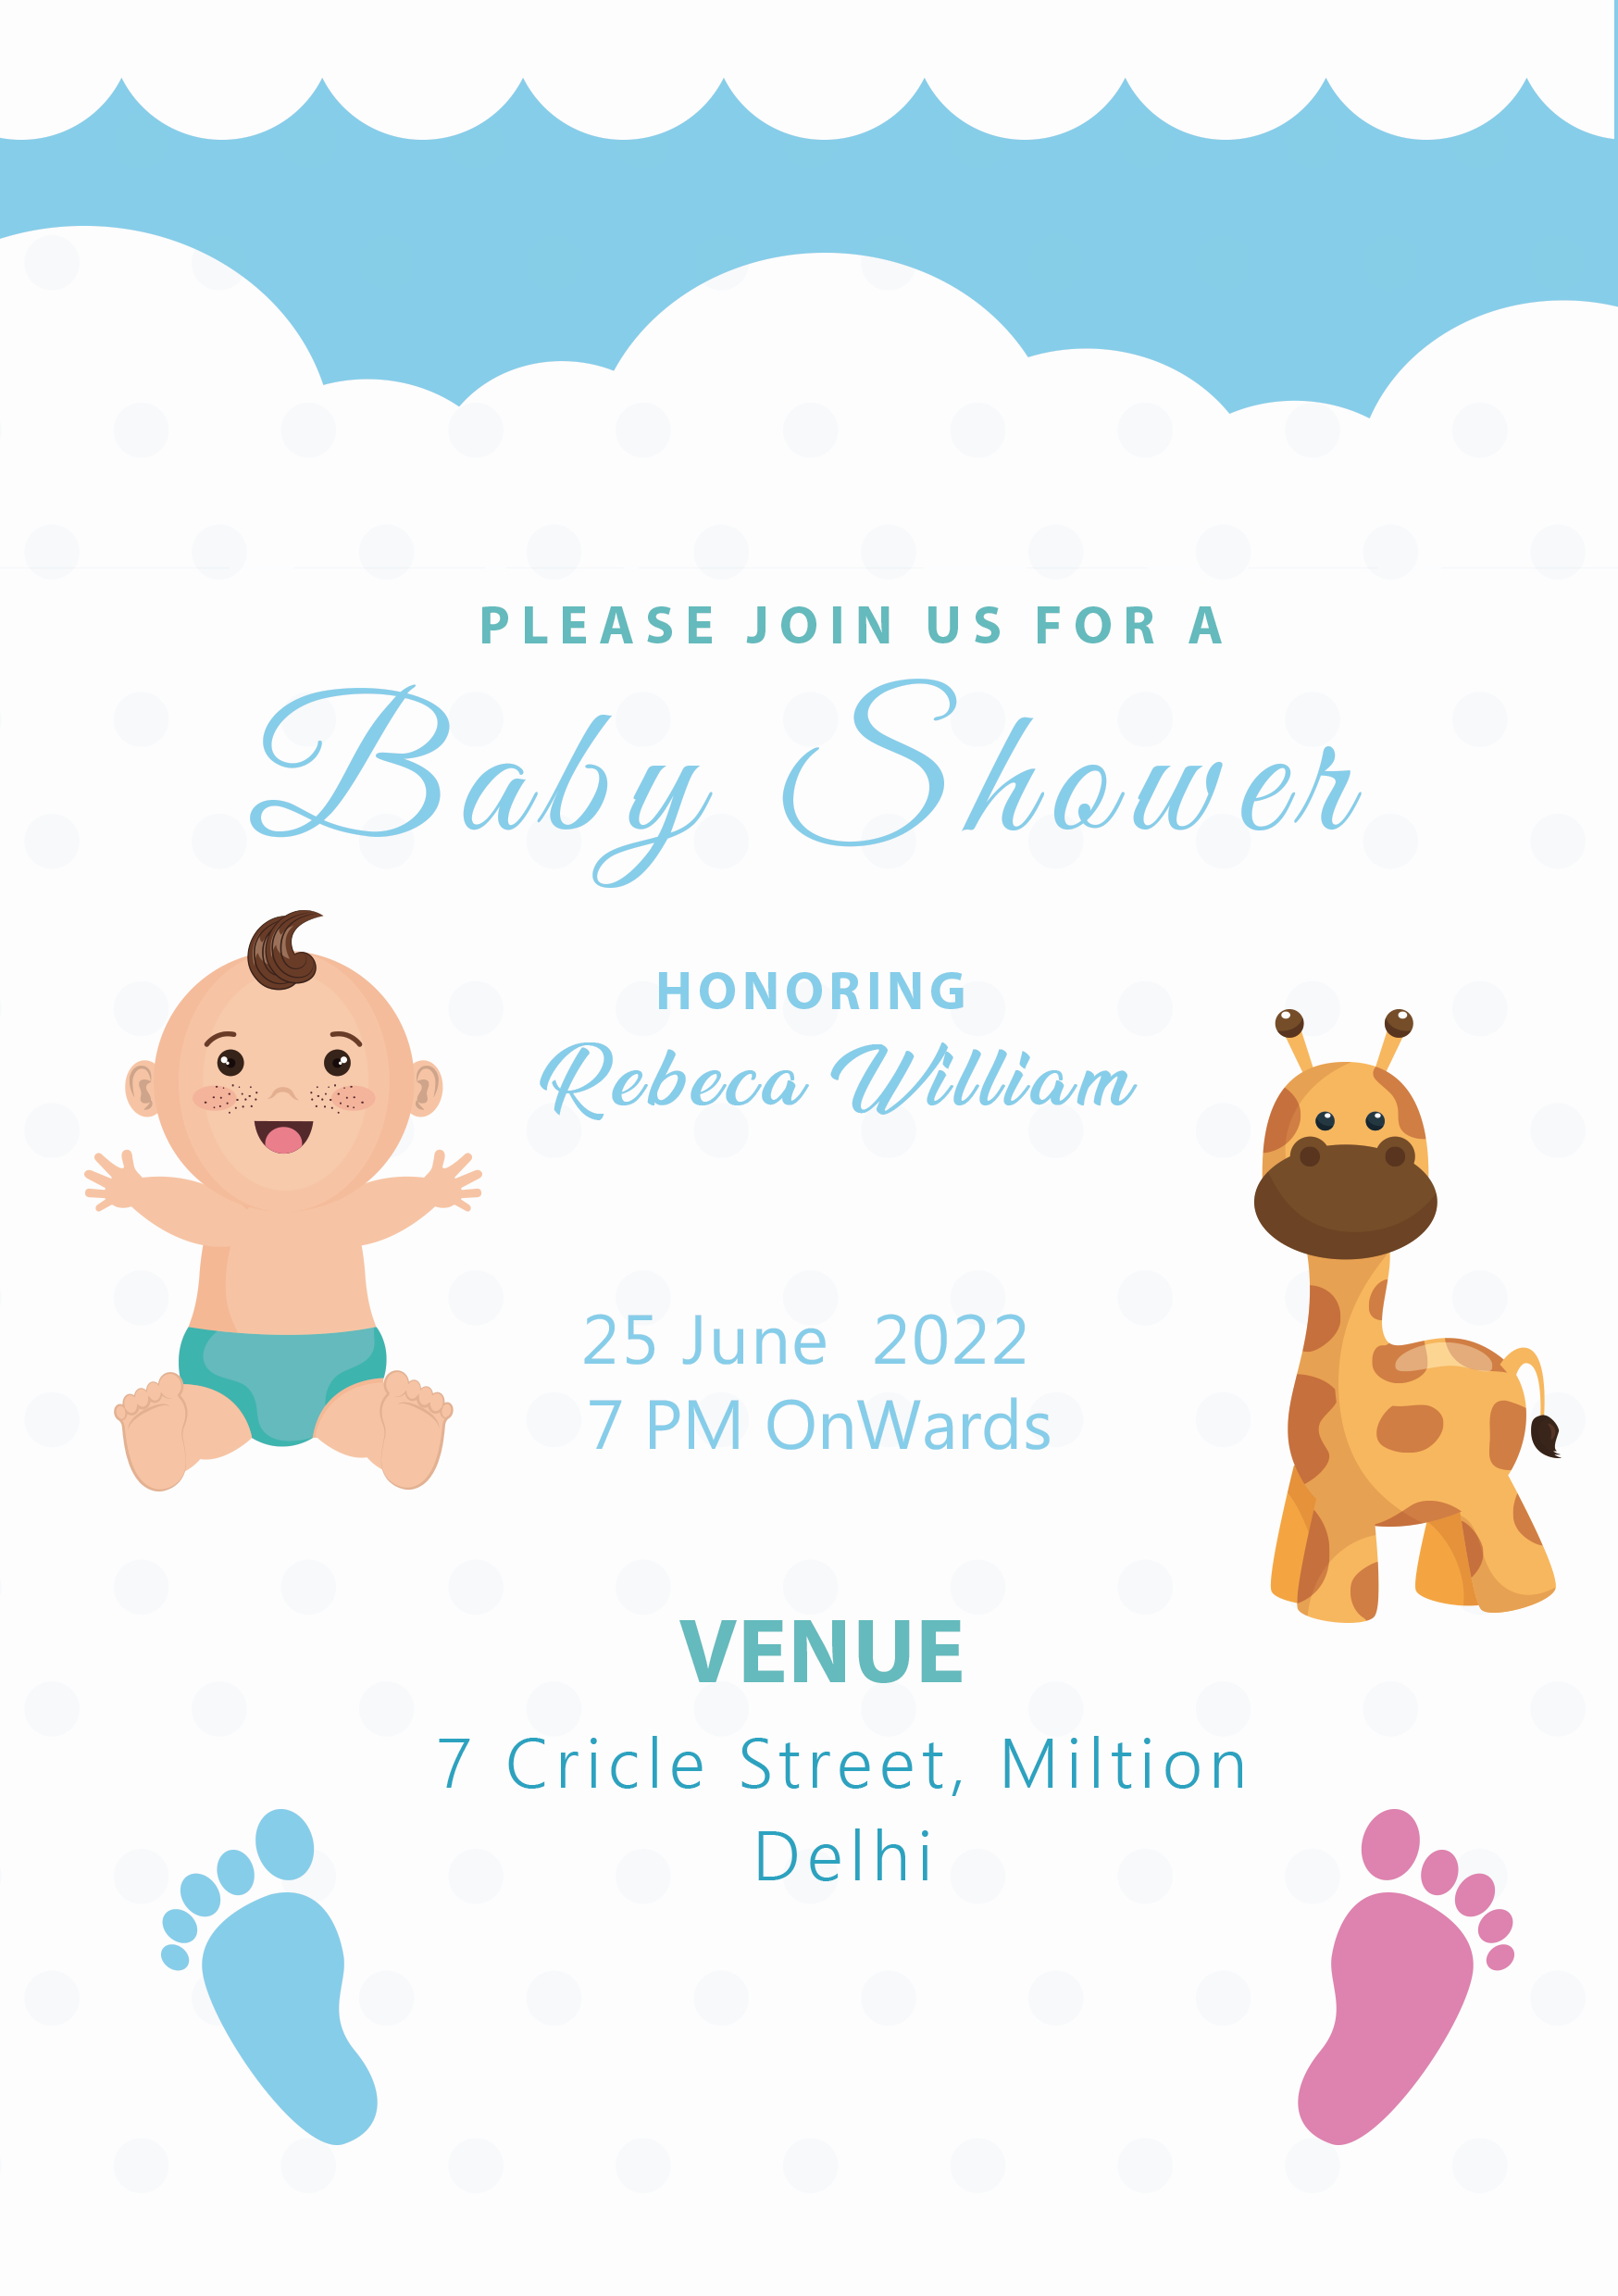 PLEASE JOIN US FOR A
Baby Shower
HONORING
Rebeca William
25 June 2022
7 PM OnWards
VENUE
7 Cricle Street, Miltion
Delhi